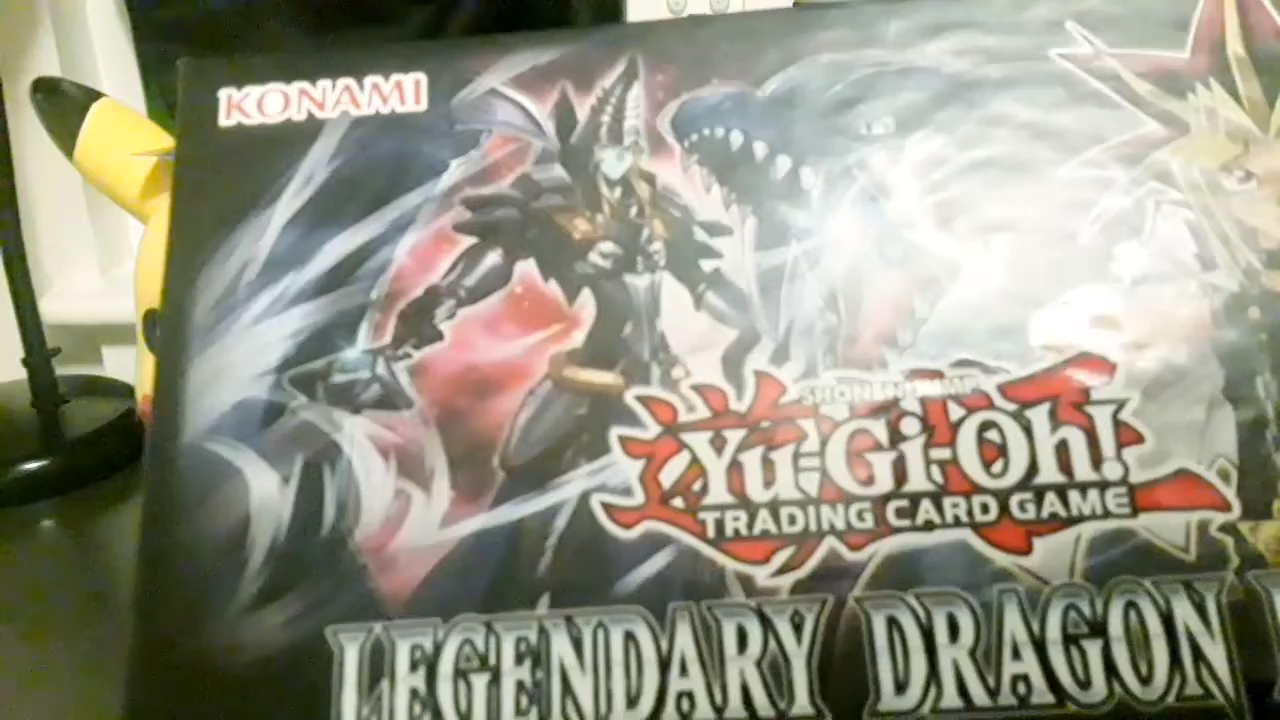 KONAMI
SHONEN JUMP
Yu-Gi-Oh!
TRADING CARD GAME
LEGENDARY DRAGON